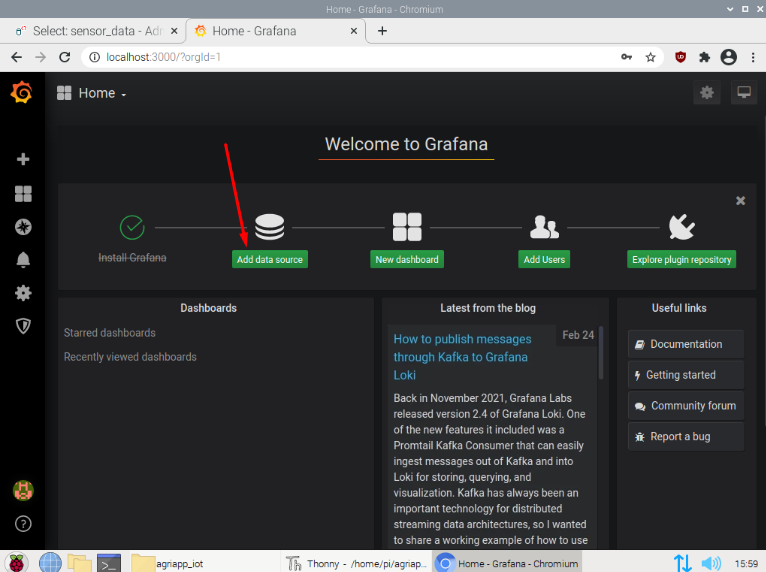 Home - Grafana - Chromium
Select: sensor_data - Adm
Home - Grafana
localhost:3000/?orgId=1
Home
Welcome to Grafana
Install Grafana
Add data source
New dashboard
Add Users
Explore plugin repository
Dashboards
Starred dashboards
Recently viewed dashboards
Latest from the blog
How to publish messages
through Kafka to Grafana
Loki
Feb 24
Back in November 2021, Grafana Labs
released version 2.4 of Grafana Loki. One
of the new features it included was a
Promtail Kafka Consumer that can easily
ingest messages out of Kafka and into
Loki for storing, querying, and
visualization. Kafka has always been an
important technology for distributed
streaming data architectures, so I wanted
to share a working example of how to use
Useful links
Documentation
Getting started
Community forum
Report a bug
agriapp_iot
Thonny - /home/pi/agriap...
Home - Grafana - Chromium
15:59